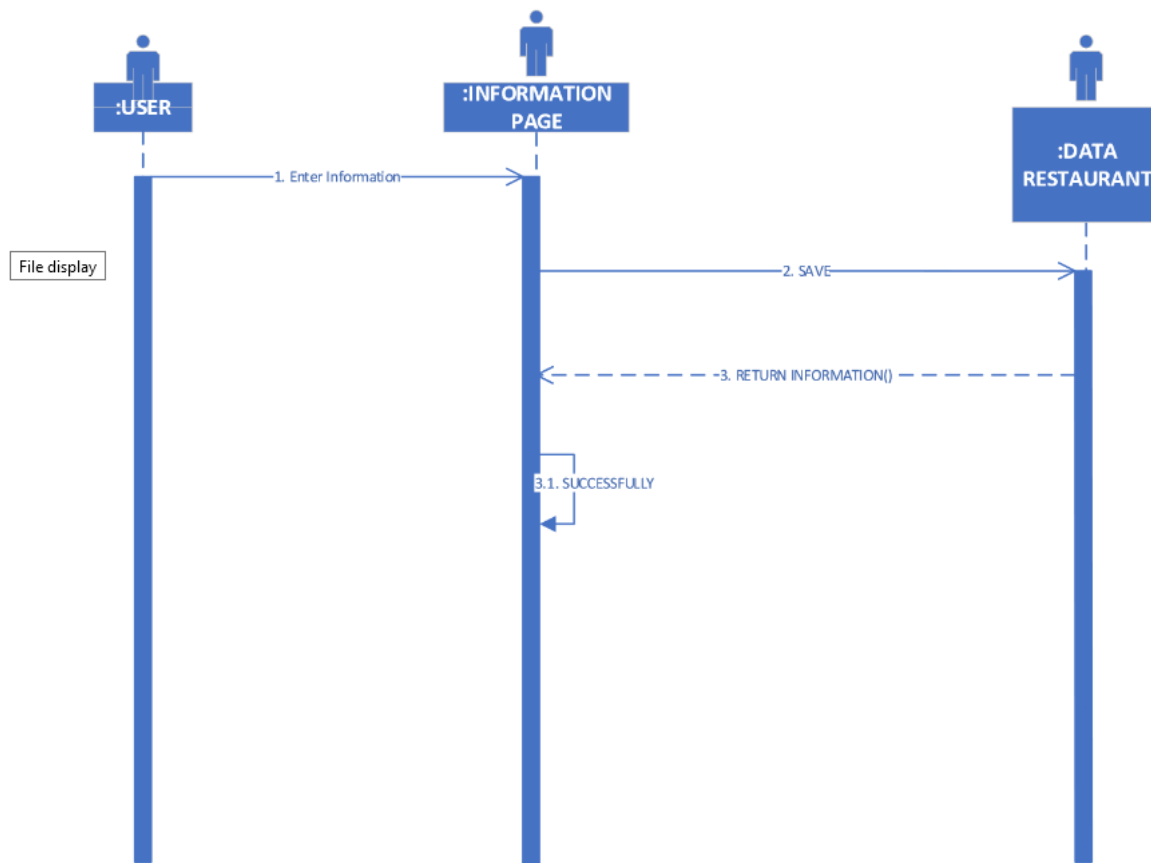 :USER
:INFORMATION
PAGE
:DATA
RESTAURANT
1. Enter Information
File display
2. SAVE
3. RETURN INFORMATION()
3.1. SUCCESSFULLY